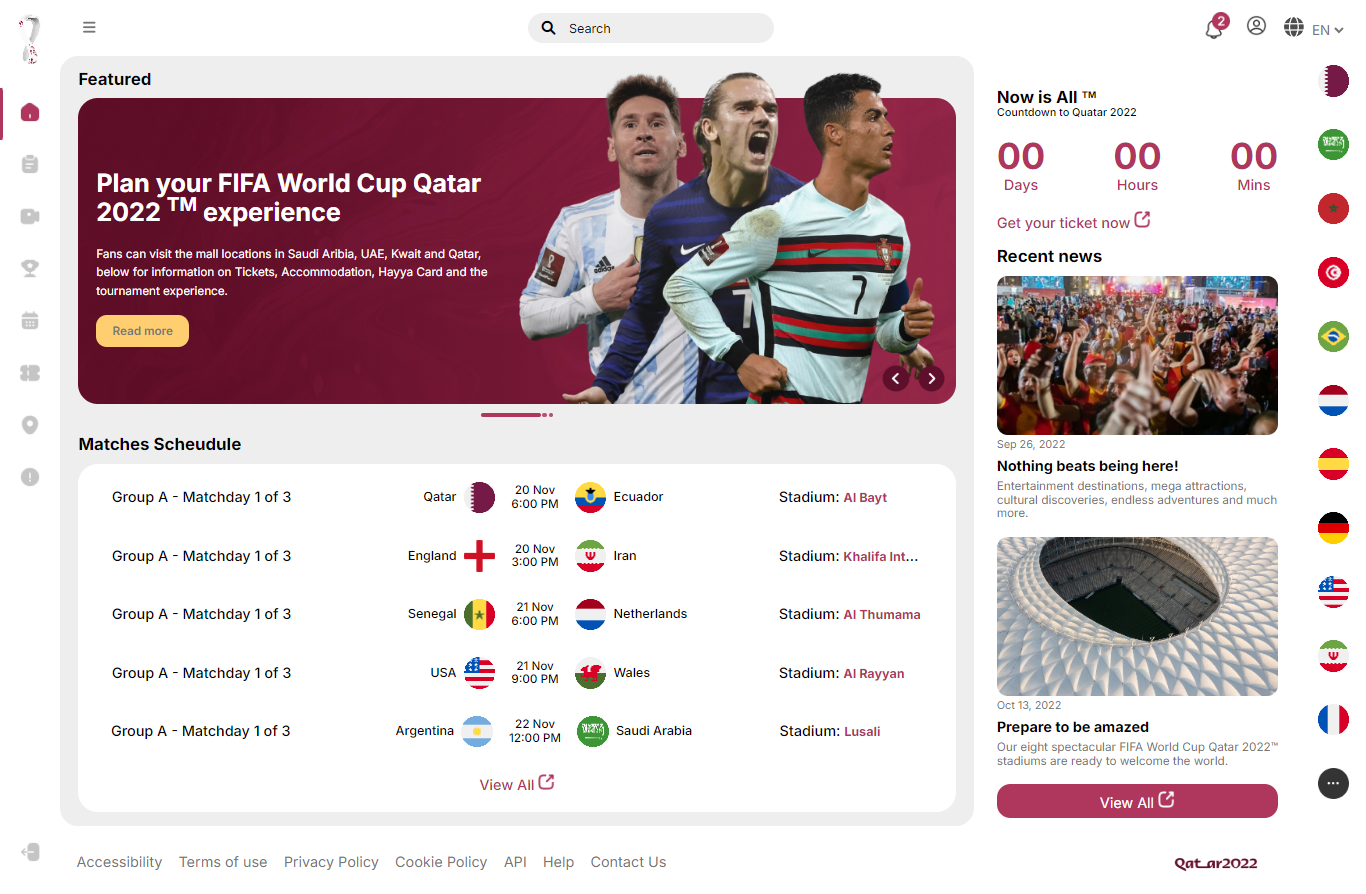 Search
2
EN
Featured
Plan your FIFA World Cup Qatar
2022 TM experience
Fans can visit the mall locations in Saudi Aribia, UAE, Kwait and Qatar,
below for information on Tickets, Accommodation, Hayya Card and the
tournament experience.
Read more
7
Matches Scheudule
Group A - Matchday 1 of 3 Qatar 20 Nov 6:00 PM Ecuador Stadium: Al Bayt
Group A - Matchday 1 of 3 England 20 Nov 3:00 PM Iran Stadium: Khalifa Int...
Group A - Matchday 1 of 3 Senegal 21 Nov 6:00 PM Netherlands Stadium: Al Thumama
Group A - Matchday 1 of 3 USA 21 Nov 9:00 PM Wales Stadium: Al Rayyan
Group A - Matchday 1 of 3 Argentina 22 Nov 12:00 PM Saudi Arabia Stadium: Lusali
View All
Now is All TM
Countdown to Quatar 2022
00 00 00
Days Hours Mins
Get your ticket now
Recent news
Sep 26, 2022
Nothing beats being here!
Entertainment destinations, mega attractions,
cultural discoveries, endless adventures and much
more.
Oct 13, 2022
Prepare to be amazed
Our eight spectacular FIFA World Cup Qatar 2022™
stadiums are ready to welcome the world.
View All
Accessibility Terms of use Privacy Policy Cookie Policy API Help Contact Us
Qatar2022